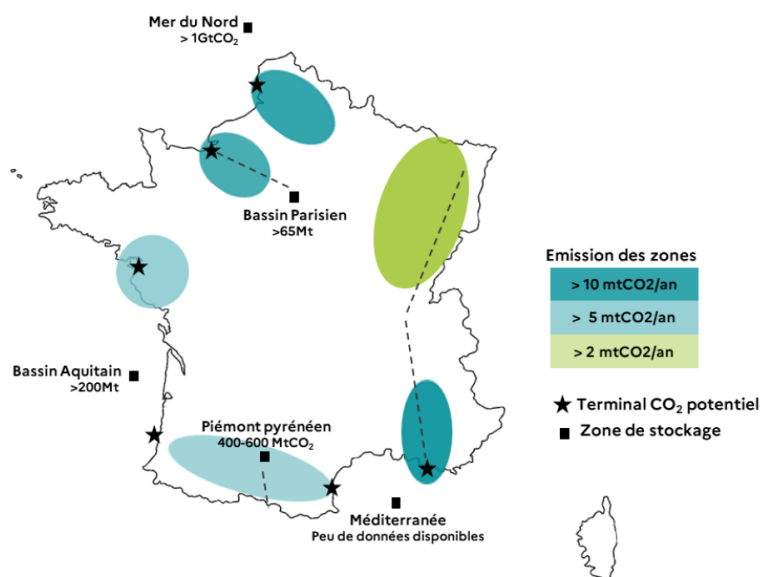 Mer du Nord
> 1GtCO₂
Bassin Parisien
>65Mt
Emission des zones
> 10 mtCO2/an
> 5 mtCO2/an
> 2 mtCO2/an
Bassin Aquitain
>200Mt
Terminal CO₂ potentiel
Zone de stockage
Piémont pyrénéen
400-600 MtCO₂
Méditerranée
Peu de données disponibles